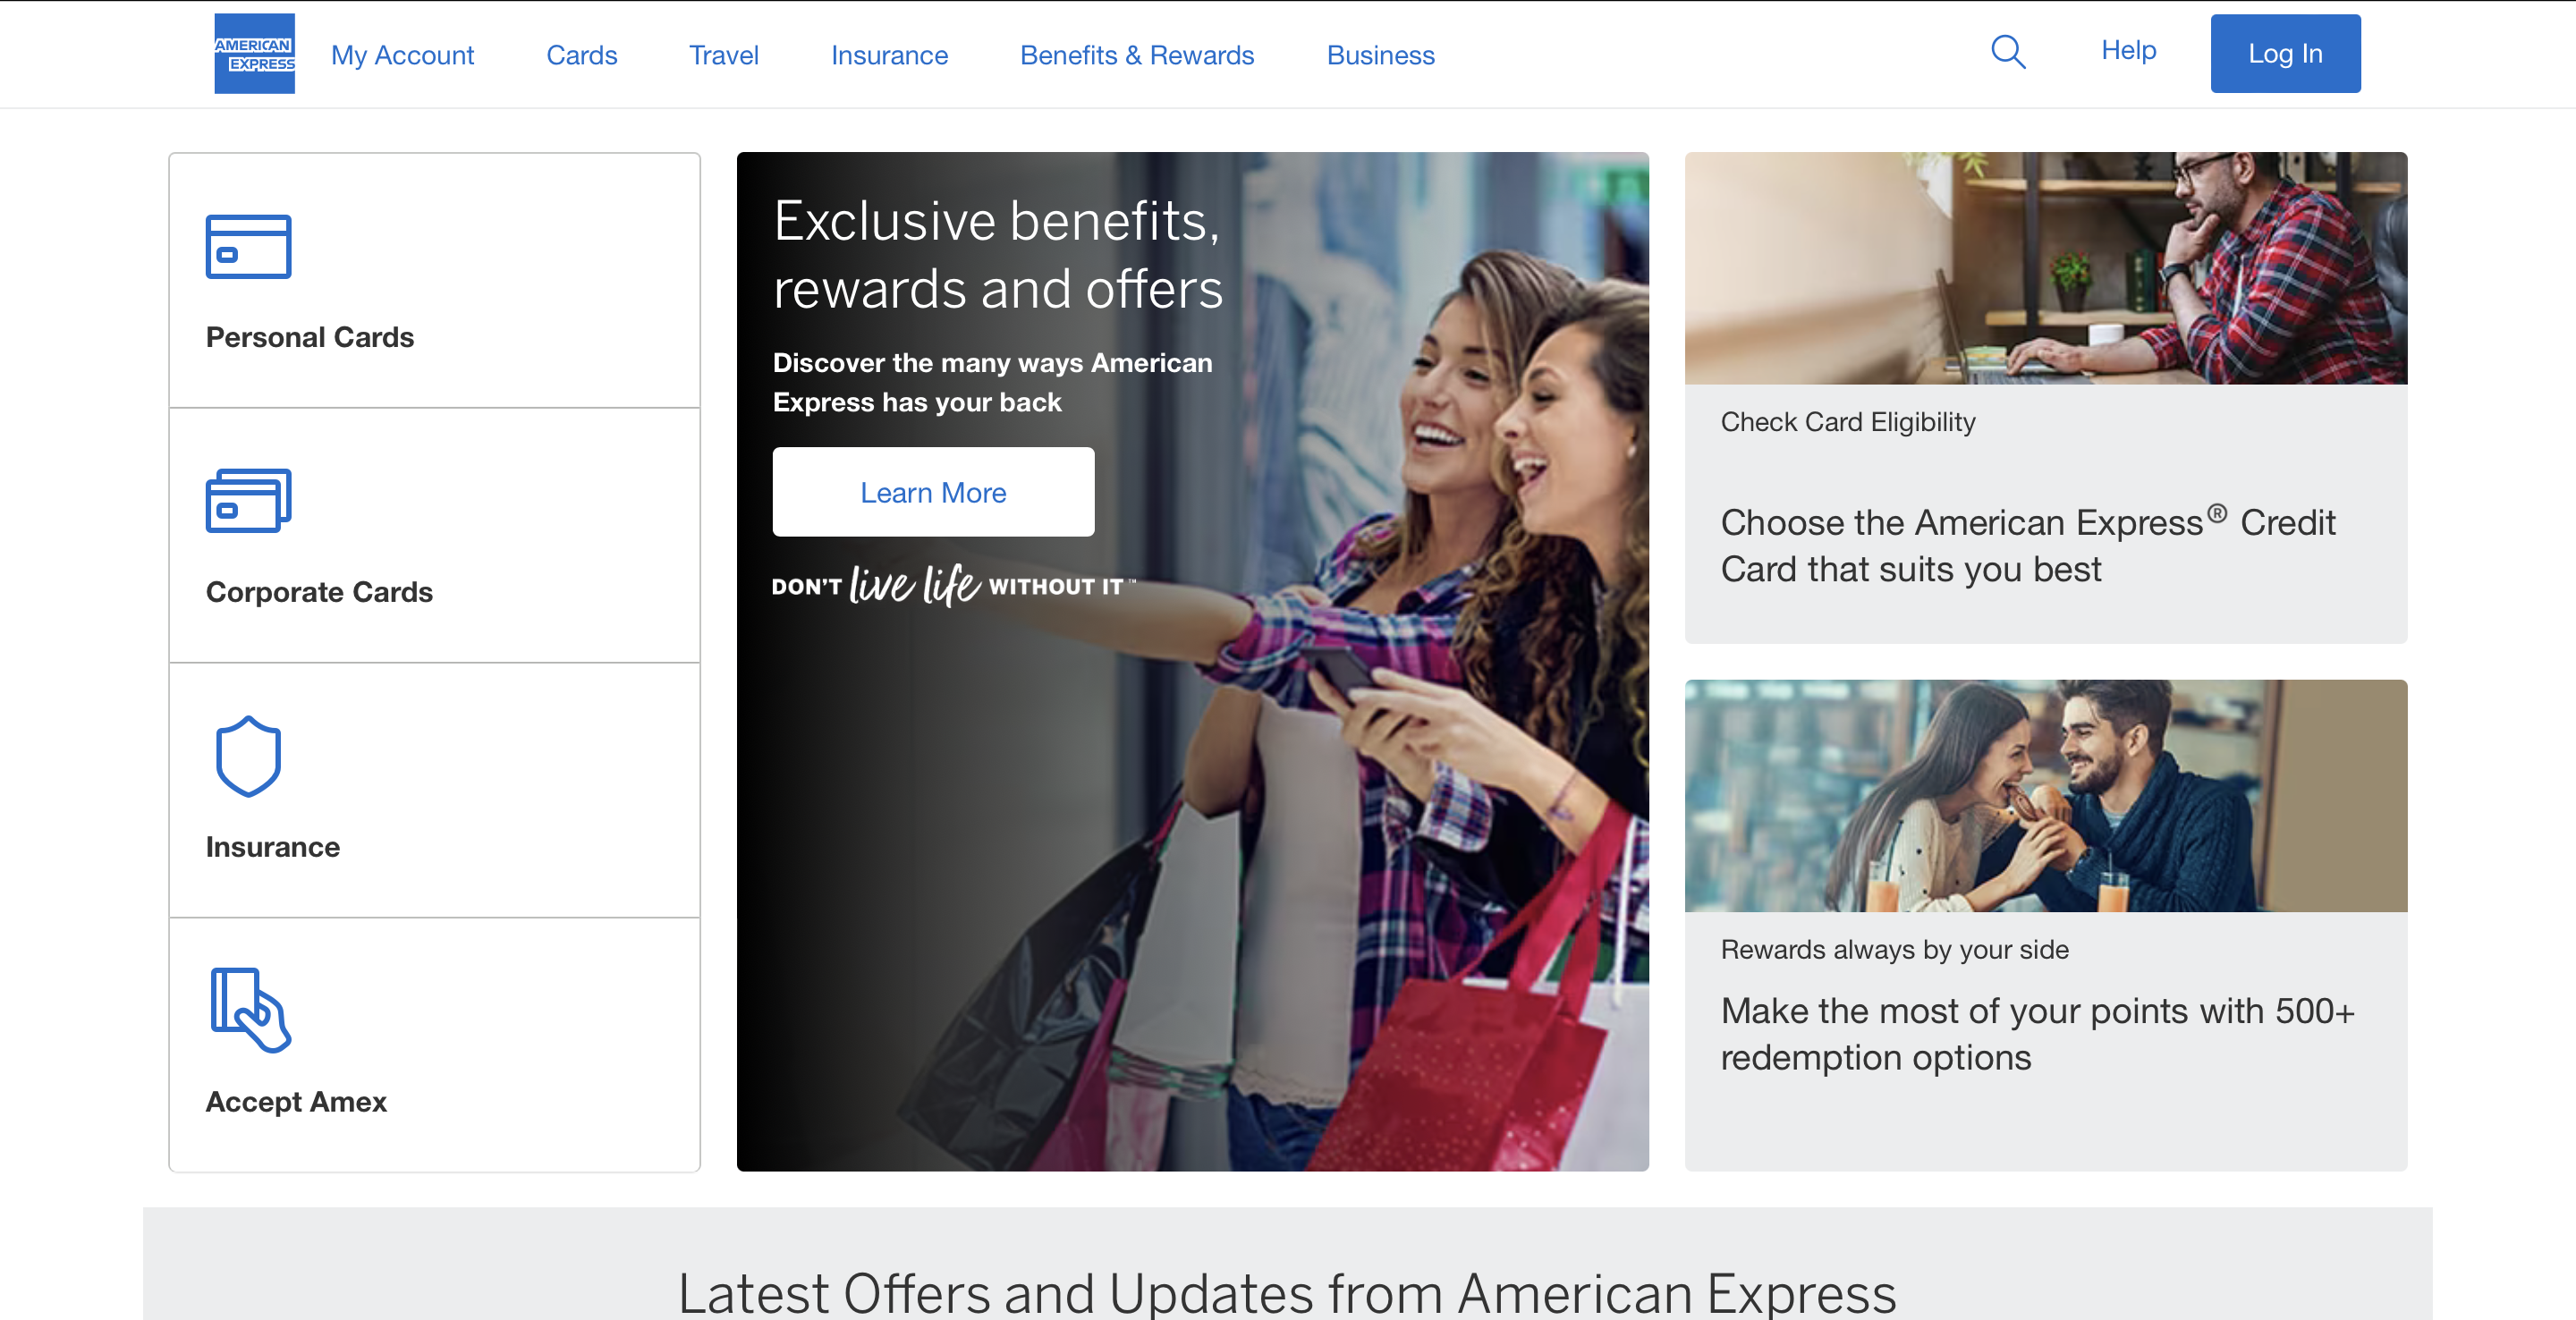 AMERICAN
EXPRESS
My Account
Cards
Travel
Insurance
Benefits & Rewards
Business
Help
Log In
Personal Cards
Corporate Cards
Insurance
Accept Amex
Exclusive benefits,
rewards and offers
Discover the many ways American
Express has your back
Learn More
DON'T live life WITHOUT IT™
Check Card Eligibility
Choose the American Express® Credit
Card that suits you best
Rewards always by your side
Make the most of your points with 500+
redemption options
Latest Offers and Updates from American Express